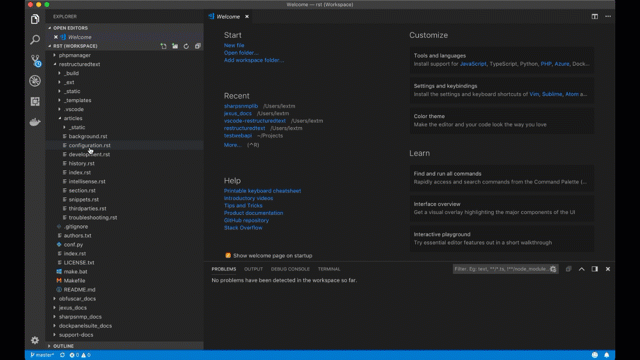 Welcome — rst (Workspace)
EXPLORER
OPEN EDITORS
Welcome
RST (WORKSPACE)
phpmanager
restructuredtext
_build
_ext
_static
_templates
.vscode
articles
_static
background.rst
configuration.rst
development.rst
history.rst
index.rst
intellisense.rst
section.rst
snippets.rst
thirdparties.rst
troubleshooting.rst
.gitignore
authors.txt
conf.py
index.rst
LICENSE.txt
make.bat
Makefile
README.md
obfuscar_docs
jexus_docs
sharpsnmp_docs
dockpanelsuite_docs
support-docs
OUTLINE
Welcome
Start
New file
Open folder...
Add workspace folder...
Recent
sharpsnmplib /Users/lextm
jexusmanager /Users/lextm
vscode-restructuredtext /Users/lextm
restructuredtext /Users/lextm
testwebapi ~/Projects
More... (^R)
Help
Printable keyboard cheatsheet
Introductory videos
Tips and Tricks
Product documentation
GitHub repository
Stack Overflow
Show welcome page on startup
Customize
Tools and languages
Install support for JavaScript, TypeScript, Python, PHP, Azure, Dock...
Settings and keybindings
Install the settings and keyboard shortcuts of Vim, Sublime, Atom a...
Color theme
Make the editor and your code look the way you love
Learn
Find and run all commands
Rapidly access and search commands from the Command Palette (...
Interface overview
Get a visual overlay highlighting the major components of the UI
Interactive playground
Try essential editor features out in a short walkthrough
PROBLEMS OUTPUT DEBUG CONSOLE TERMINAL
Filter. Eg: text, **/*.ts, !**/node_module...
No problems have been detected in the workspace so far.
master* 0 0